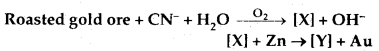 Roasted gold ore + CN⁻ + H₂O —O₂→ [X] + OH⁻
[X] + Zn → [Y] + Au